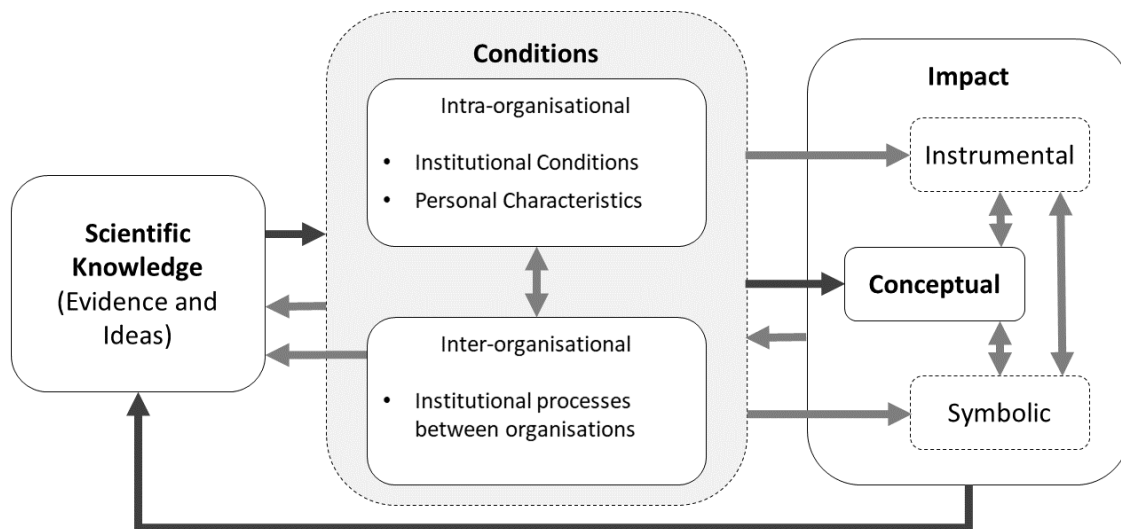 Scientific
Knowledge
(Evidence and
Ideas)
Conditions
Intra-organisational
• Institutional Conditions
• Personal Characteristics
Inter-organisational
• Institutional processes
between organisations
Impact
Instrumental
Conceptual
Symbolic